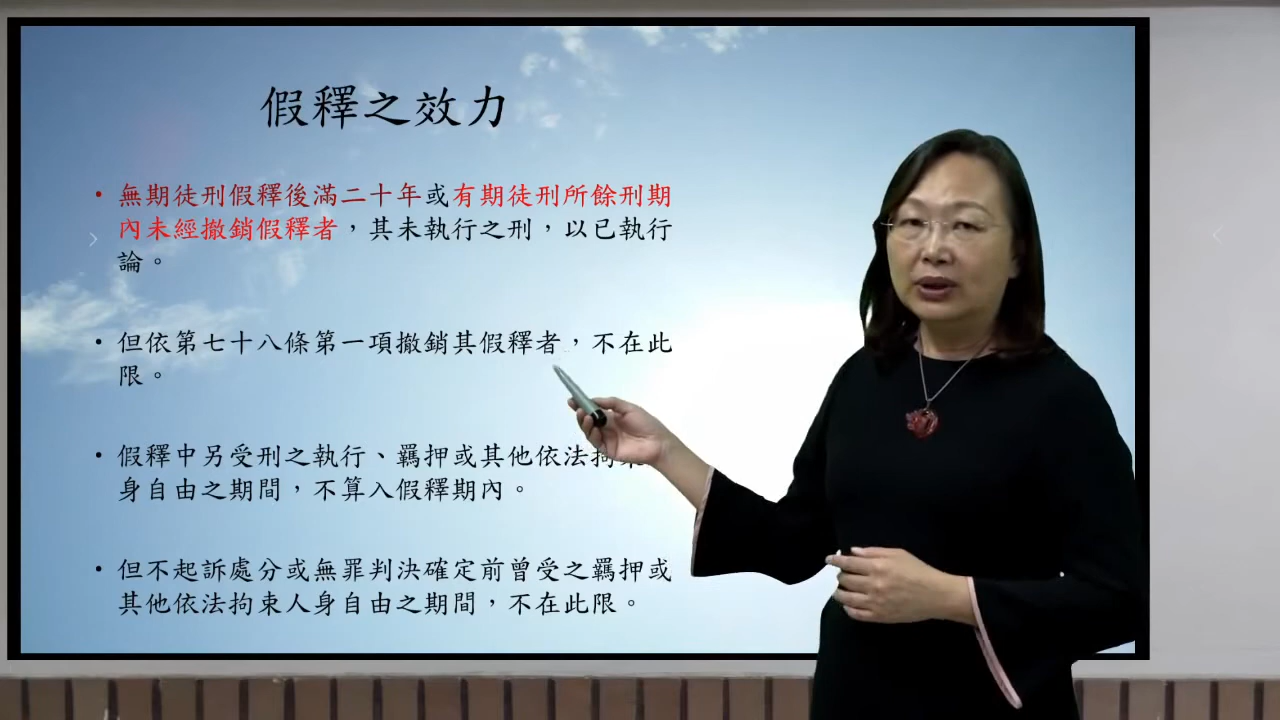 假釋之效力
• 無期徒刑假釋後滿二十年或有期徒刑所餘刑期
內未經撤銷假釋者，其未執行之刑，以已執行
論。
• 但依第七十八條第一項撤銷其假釋者，不在此
限。
• 假釋中另受刑之執行、羈押或其他依法拘
身自由之期間，不算入假釋期內。
• 但不起訴處分或無罪判決確定前曾受之羈押或
其他依法拘束人身自由之期間，不在此限。